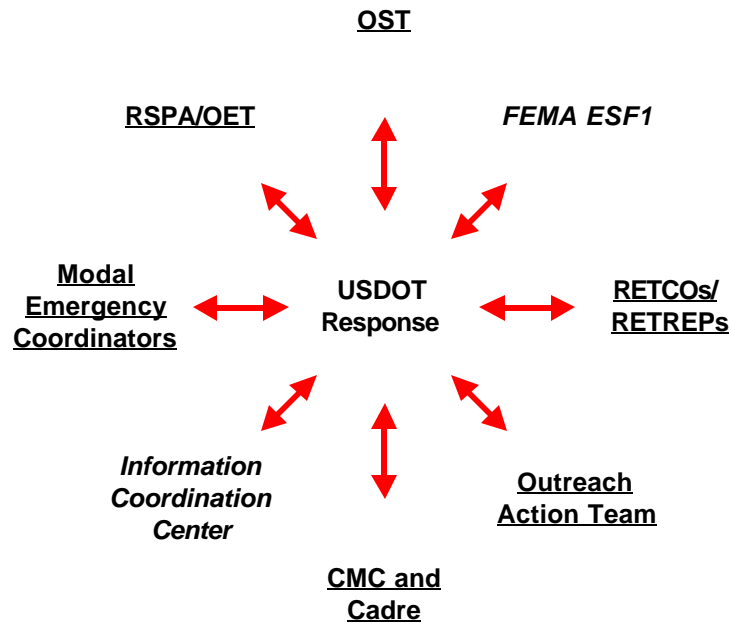 OST
RSPA/OET
FEMA ESF1
Modal
Emergency
Coordinators
USDOT
Response
RETCOs/
RETREPs
Information
Coordination
Center
Outreach
Action Team
CMC and
Cadre